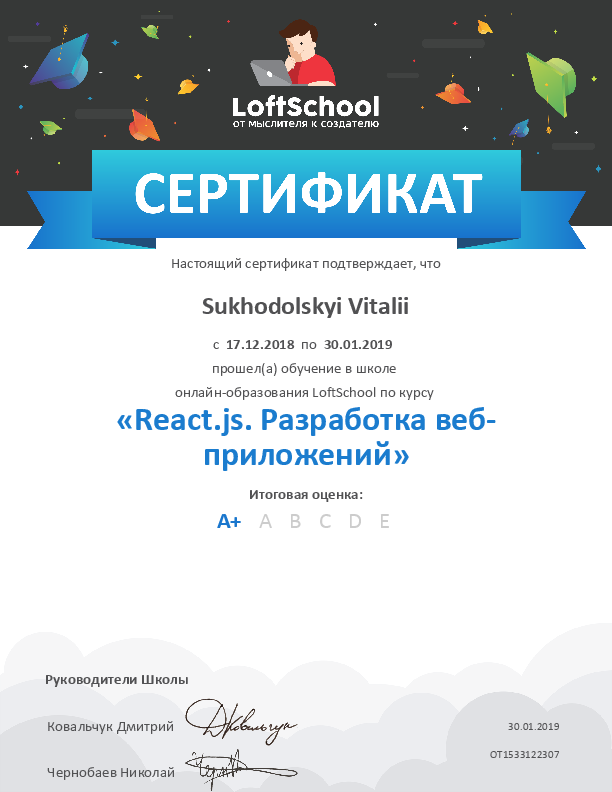 LoftSchool
от мыслителя к создателю
СЕРТИФИКАТ
Настоящий сертификат подтверждает, что
Sukhodolskyi Vitalii
с 17.12.2018 по 30.01.2019
прошел(а) обучение в школе
онлайн-образования LoftSchool по курсу
«React.js. Разработка веб-
приложений»
Итоговая оценка:
A+ A B C D E
Руководители Школы
Ковальчук Дмитрий
30.01.2019
ОТ1533122307
Чернобаев Николай